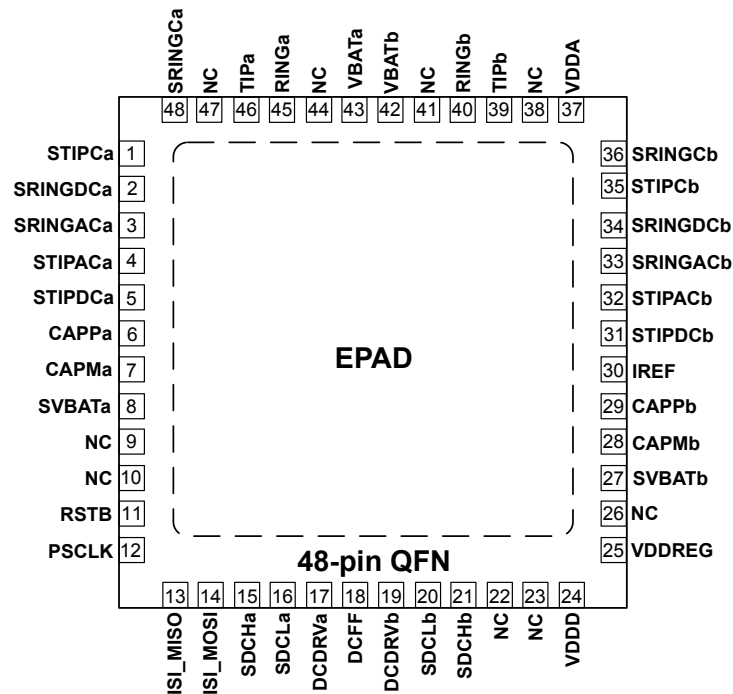 SRINGCa
NC
TIPa
RINGa
NC
VBATa
VBATb
NC
RINGb
TIPb
NC
VDDA
48 47 46 45 44 43 42 41 40 39 38 37
STIPCa 1
SRINGDCa 2
SRINGACa 3
STIPACa 4
STIPDCa 5
CAPPa 6
CAPMa 7
SVBATa 8
NC 9
NC 10
RSTB 11
PSCLK 12
EPAD
48-pin QFN
36 SRINGCb
35 STIPCb
34 SRINGDCb
33 SRINGACb
32 STIPACb
31 STIPDCb
30 IREF
29 CAPPb
28 CAPMb
27 SVBATb
26 NC
25 VDDREG
13 14 15 16 17 18 19 20 21 22 23 24
ISI_MISO
ISI_MOSI
SDCHa
SDCLa
DCDRVa
DCFF
DCDRVb
SDCLb
SDCHb
NC
NC
VDDD